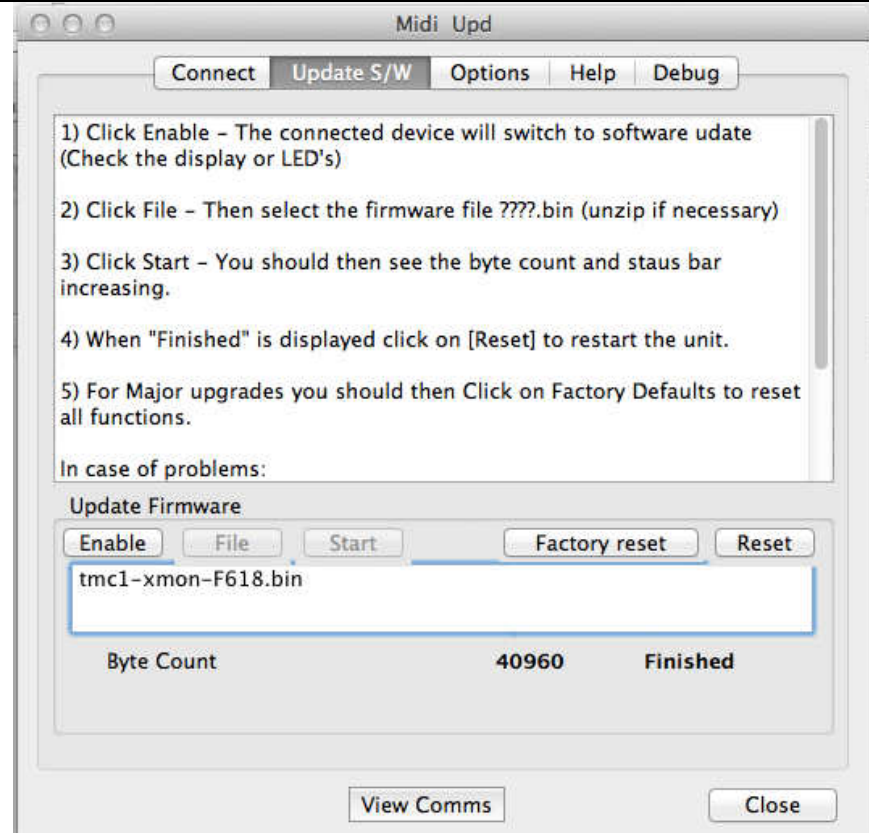 Midi Upd
Connect Update S/W Options Help Debug
1) Click Enable – The connected device will switch to software udate
(Check the display or LED's)
2) Click File – Then select the firmware file ????.bin (unzip if necessary)
3) Click Start – You should then see the byte count and staus bar
increasing.
4) When "Finished" is displayed click on [Reset] to restart the unit.
5) For Major upgrades you should then Click on Factory Defaults to reset
all functions.
In case of problems:
Update Firmware
Enable File Start Factory reset Reset
tmc1-xmon-F618.bin
Byte Count 40960 Finished
View Comms Close